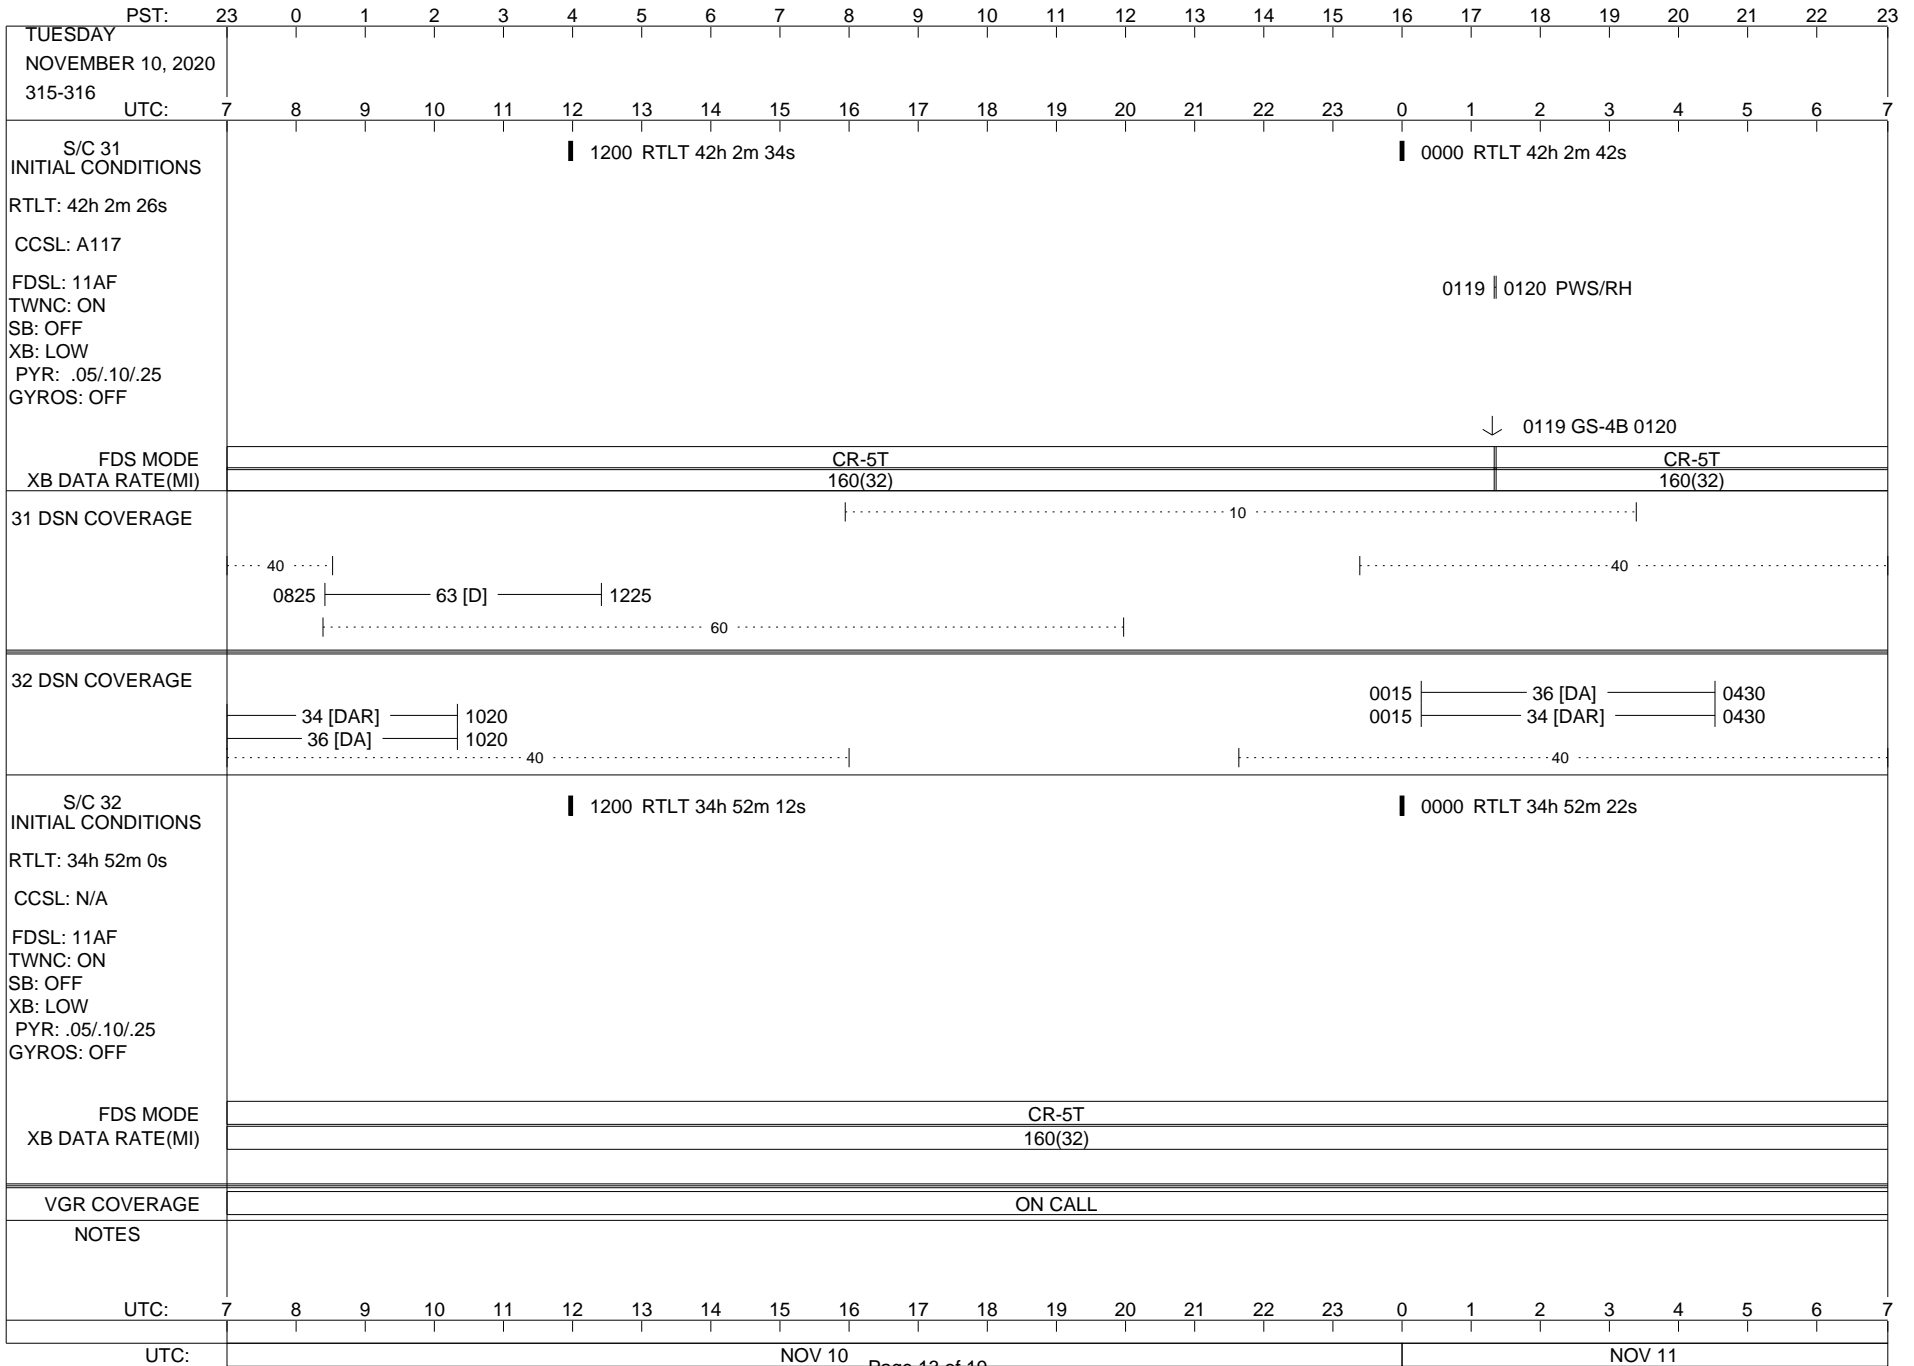 PST: 23 0 1 2 3 4 5 6 7 8 9 10 11 12 13 14 15 16 17 18 19 20 21 22 23
TUESDAY
NOVEMBER 10, 2020
315-316
UTC: 7 8 9 10 11 12 13 14 15 16 17 18 19 20 21 22 23 0 1 2 3 4 5 6 7
S/C 31
INITIAL CONDITIONS
1200 RTLT 42h 2m 34s
0000 RTLT 42h 2m 42s
RTLT: 42h 2m 26s
CCSL: A117
FDSL: 11AF
TWNC: ON
SB: OFF
XB: LOW
PYR: .05/.10/.25
GYROS: OFF
0119 0120 PWS/RH
0119 GS-4B 0120
FDS MODE CR-5T CR-5T
XB DATA RATE(MI) 160(32) 160(32)
31 DSN COVERAGE
10
40 40
0825 63 [D] 1225
60
32 DSN COVERAGE
0015 36 [DA] 0430
34 [DAR] 1020 0015 34 [DAR] 0430
36 [DA] 1020
40 40
S/C 32
INITIAL CONDITIONS
1200 RTLT 34h 52m 12s
0000 RTLT 34h 52m 22s
RTLT: 34h 52m 0s
CCSL: N/A
FDSL: 11AF
TWNC: ON
SB: OFF
XB: LOW
PYR: .05/.10/.25
GYROS: OFF
FDS MODE CR-5T
XB DATA RATE(MI) 160(32)
VGR COVERAGE ON CALL
NOTES
UTC: 7 8 9 10 11 12 13 14 15 16 17 18 19 20 21 22 23 0 1 2 3 4 5 6 7
UTC: NOV 10 NOV 11